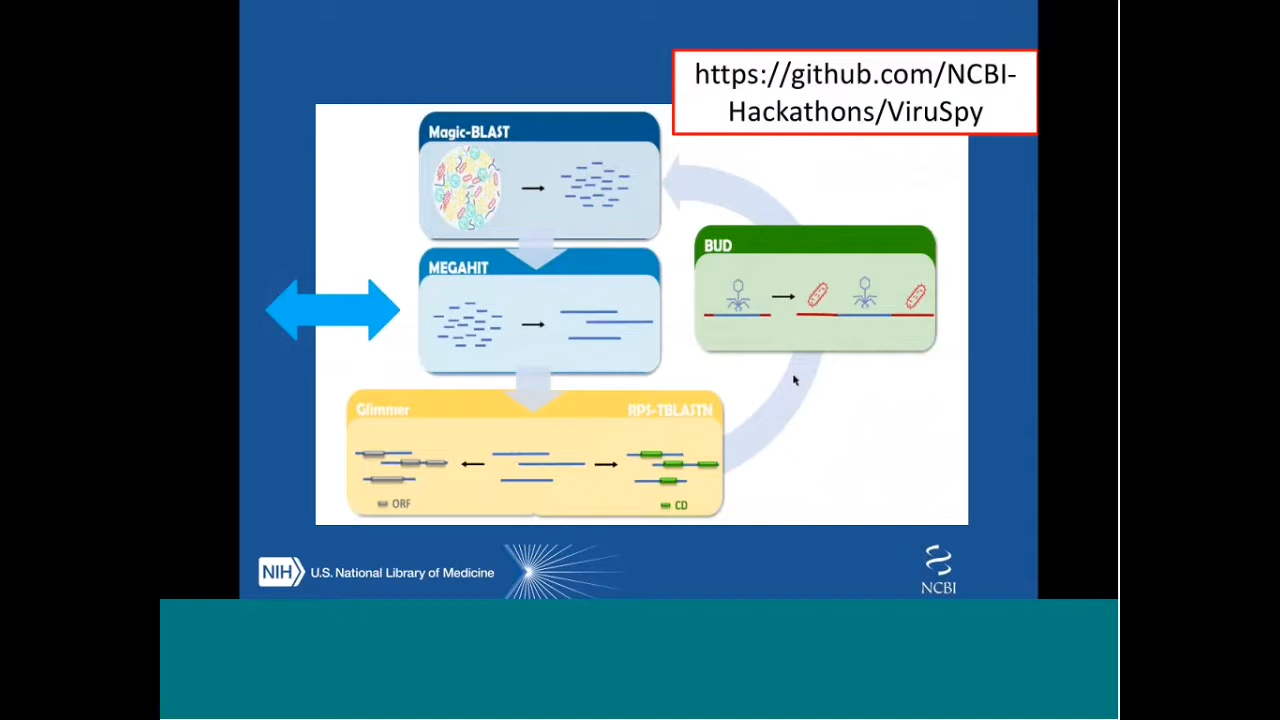 https://github.com/NCBI-
Hackathons/ViruSpy
Magic-BLAST
MEGAHIT
BUD
Glimmer
RPS-TBLASTN
ORF
CD
NIH
U.S. National Library of Medicine
NCBI